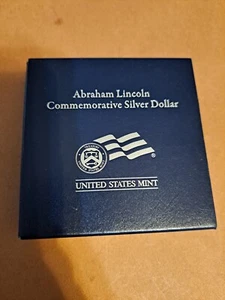 Abraham Lincoln
Commemorative Silver Dollar
UNITED STATES MINT